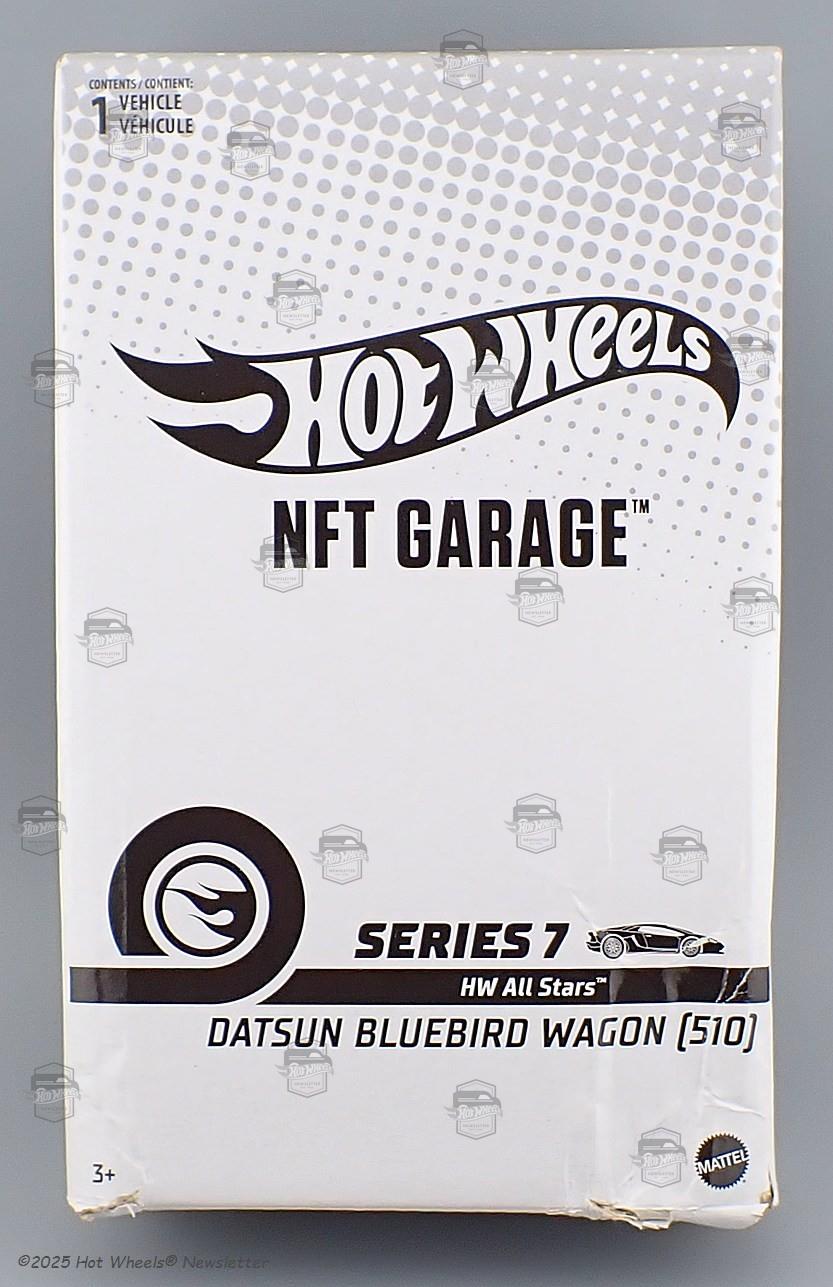 CONTENTS / CONTIENT:
1 VEHICLE
VÉHICULE
HOT WHEELS
NFT GARAGE™
SERIES 7
HW All Stars™
DATSUN BLUEBIRD WAGON (510)
3+
MATTEL
©2025 Hot Wheels® Newsletter